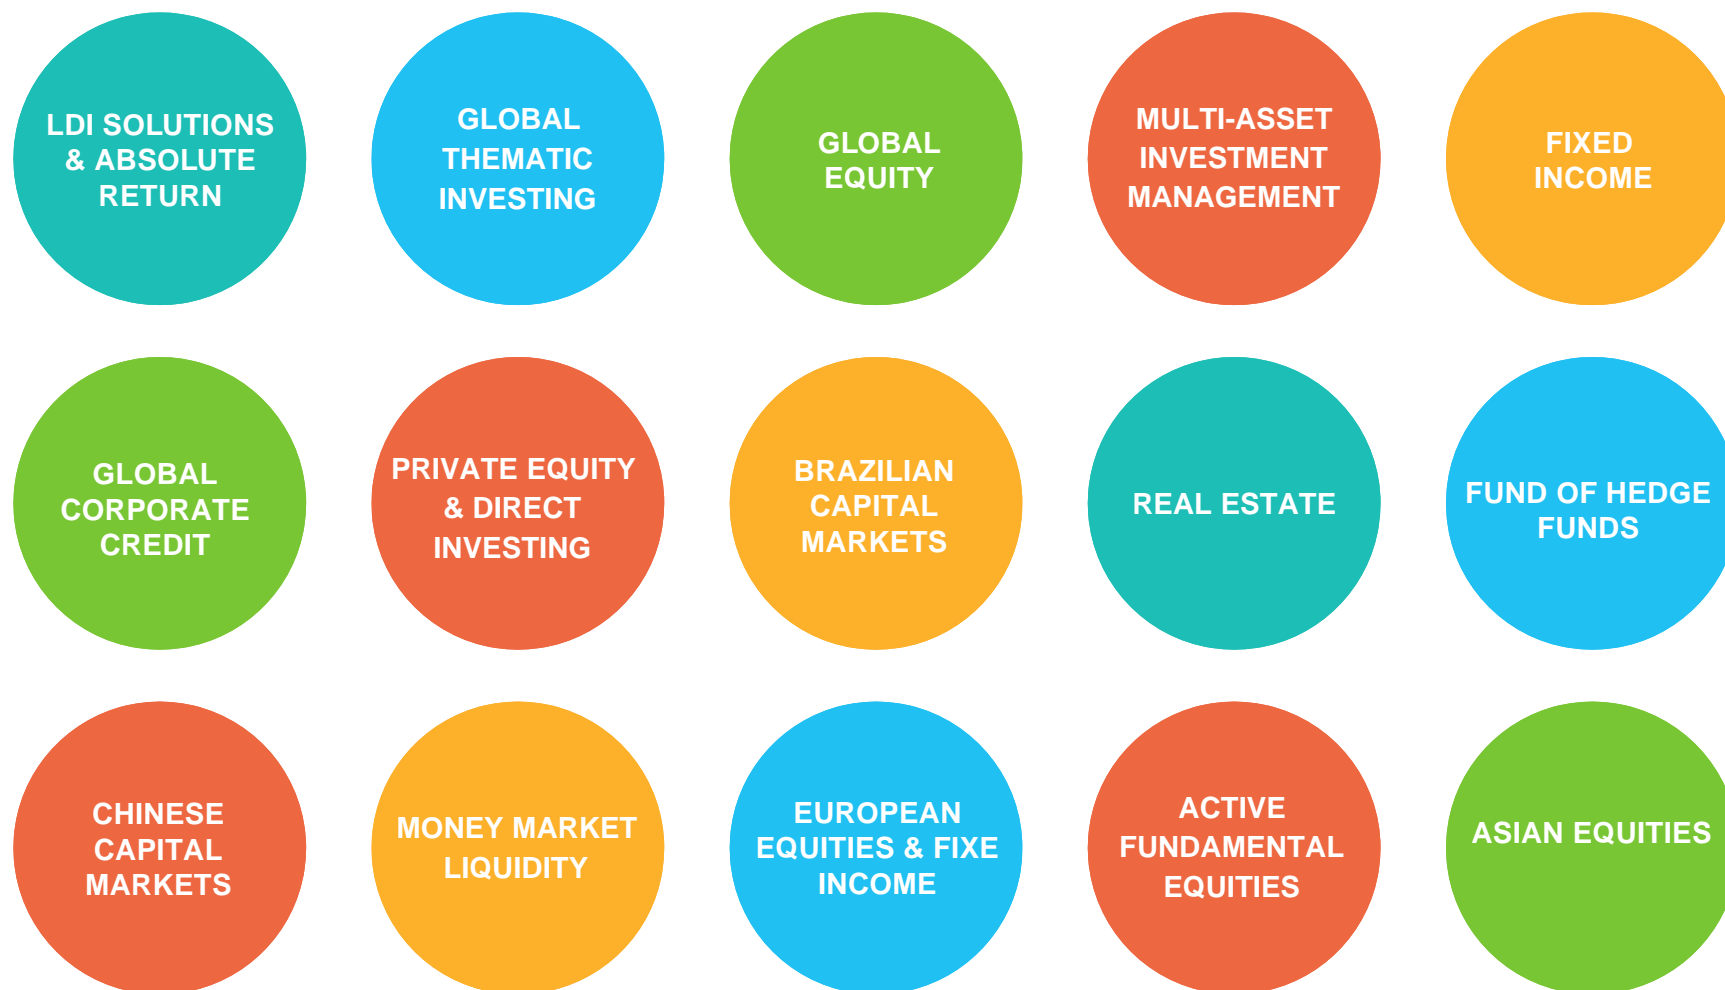 LDI SOLUTIONS
& ABSOLUTE
RETURN
GLOBAL
THEMATIC
INVESTING
GLOBAL
EQUITY
MULTI-ASSET
INVESTMENT
MANAGEMENT
FIXED
INCOME
GLOBAL
CORPORATE
CREDIT
PRIVATE EQUITY
& DIRECT
INVESTING
BRAZILIAN
CAPITAL
MARKETS
REAL ESTATE
FUND OF HEDGE
FUNDS
CHINESE
CAPITAL
MARKETS
MONEY MARKET
LIQUIDITY
EUROPEAN
EQUITIES & FIXE
INCOME
ACTIVE
FUNDAMENTAL
EQUITIES
ASIAN EQUITIES